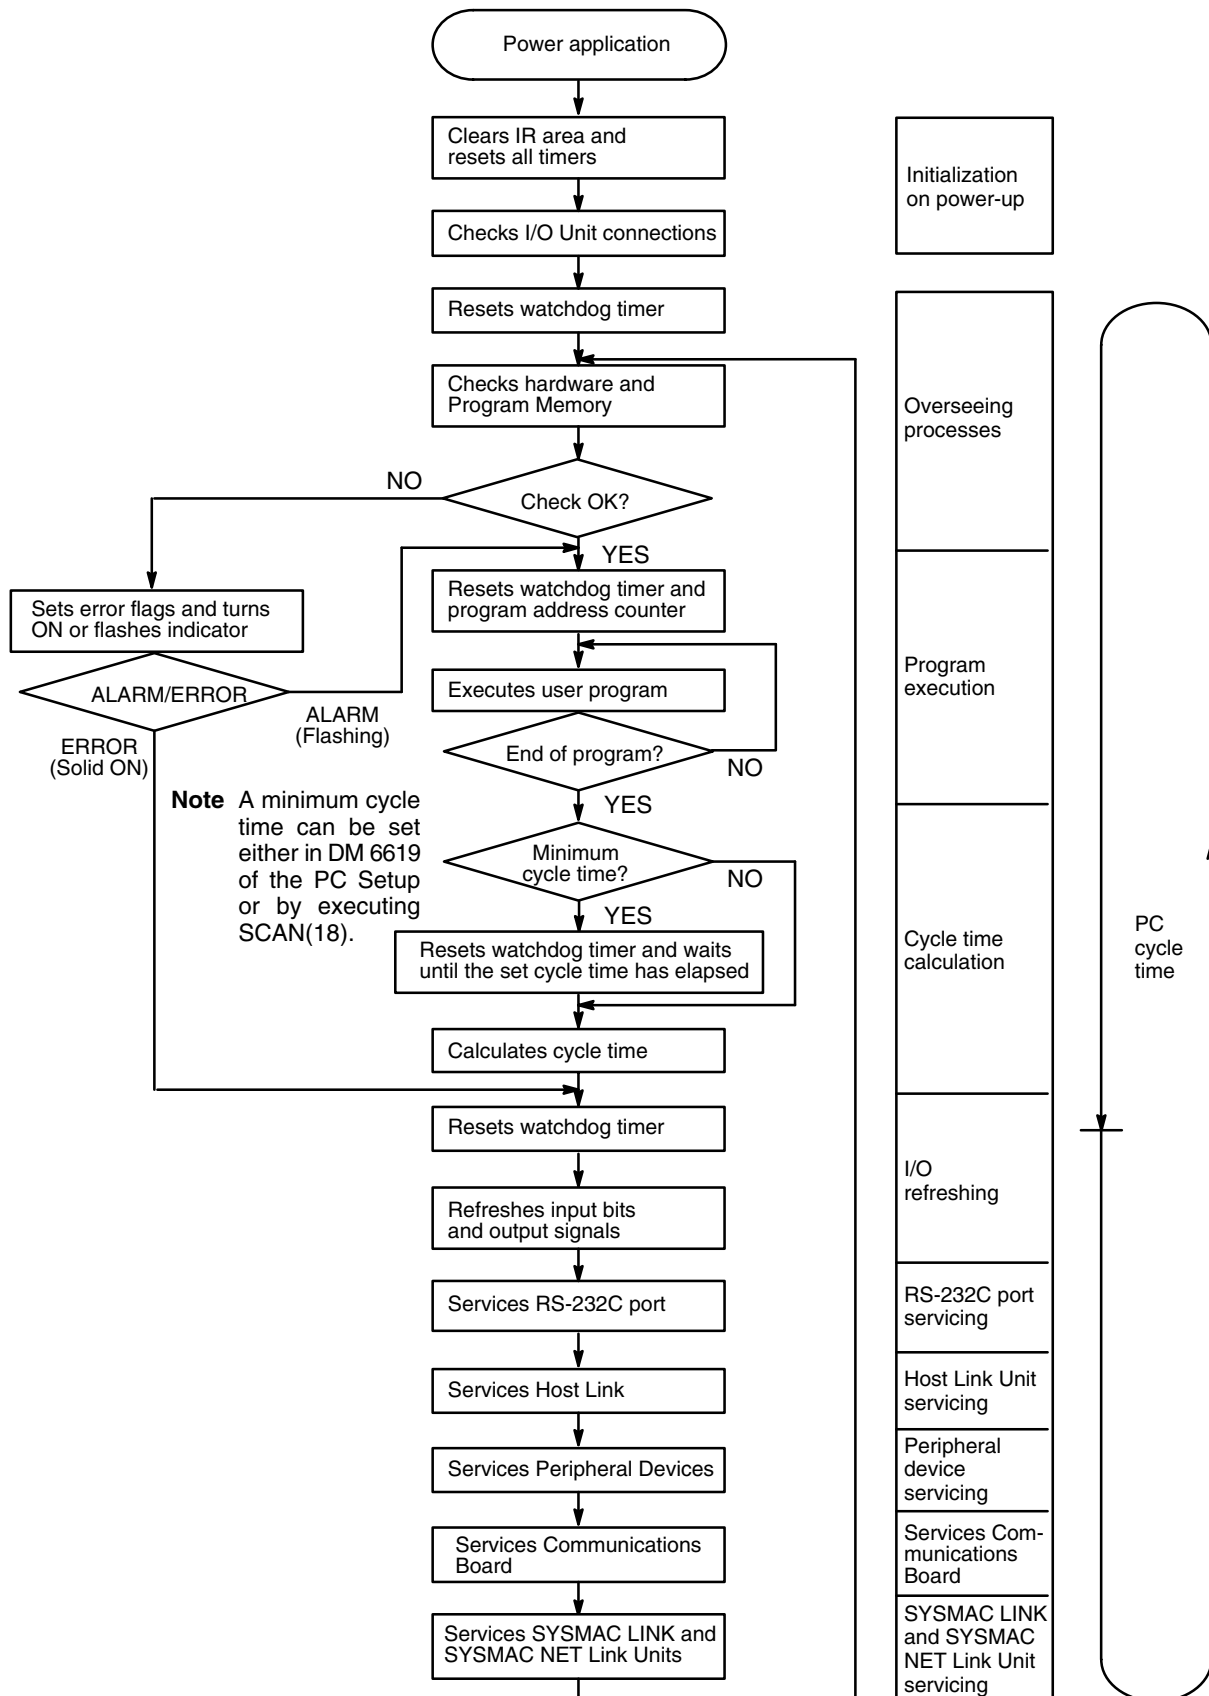 Power application
Clears IR area and
resets all timers
Checks I/O Unit connections
Resets watchdog timer
Checks hardware and
Program Memory
Check OK?
NO
YES
Sets error flags and turns
ON or flashes indicator
ALARM/ERROR
ALARM
(Flashing)
ERROR
(Solid ON)
Resets watchdog timer and
program address counter
Executes user program
End of program?
NO
YES
Note A minimum cycle
time can be set
either in DM 6619
of the PC Setup
or by executing
SCAN(18).
Minimum
cycle time?
NO
YES
Resets watchdog timer and waits
until the set cycle time has elapsed
Calculates cycle time
Resets watchdog timer
Refreshes input bits
and output signals
Services RS-232C port
Services Host Link
Services Peripheral Devices
Services Communications
Board
Services SYSMAC LINK and
SYSMAC NET Link Units
Initialization
on power-up
Overseeing
processes
Program
execution
Cycle time
calculation
I/O
refreshing
RS-232C port
servicing
Host Link Unit
servicing
Peripheral
device
servicing
Services Com-
munications
Board
SYSMAC LINK
and SYSMAC
NET Link Unit
servicing
PC
cycle
time